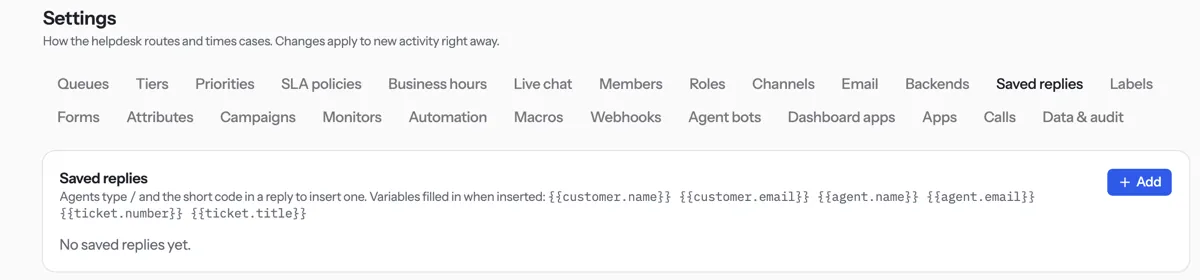 Settings
How the helpdesk routes and times cases. Changes apply to new activity right away.
Queues Tiers Priorities SLA policies Business hours Live chat Members Roles Channels Email Backends Saved replies Labels
Forms Attributes Campaigns Monitors Automation Macros Webhooks Agent bots Dashboard apps Apps Calls Data & audit
Saved replies
+ Add
Agents type / and the short code in a reply to insert one. Variables filled in when inserted: {{customer.name}} {{customer.email}} {{agent.name}} {{agent.email}}
{{ticket.number}} {{ticket.title}}
No saved replies yet.